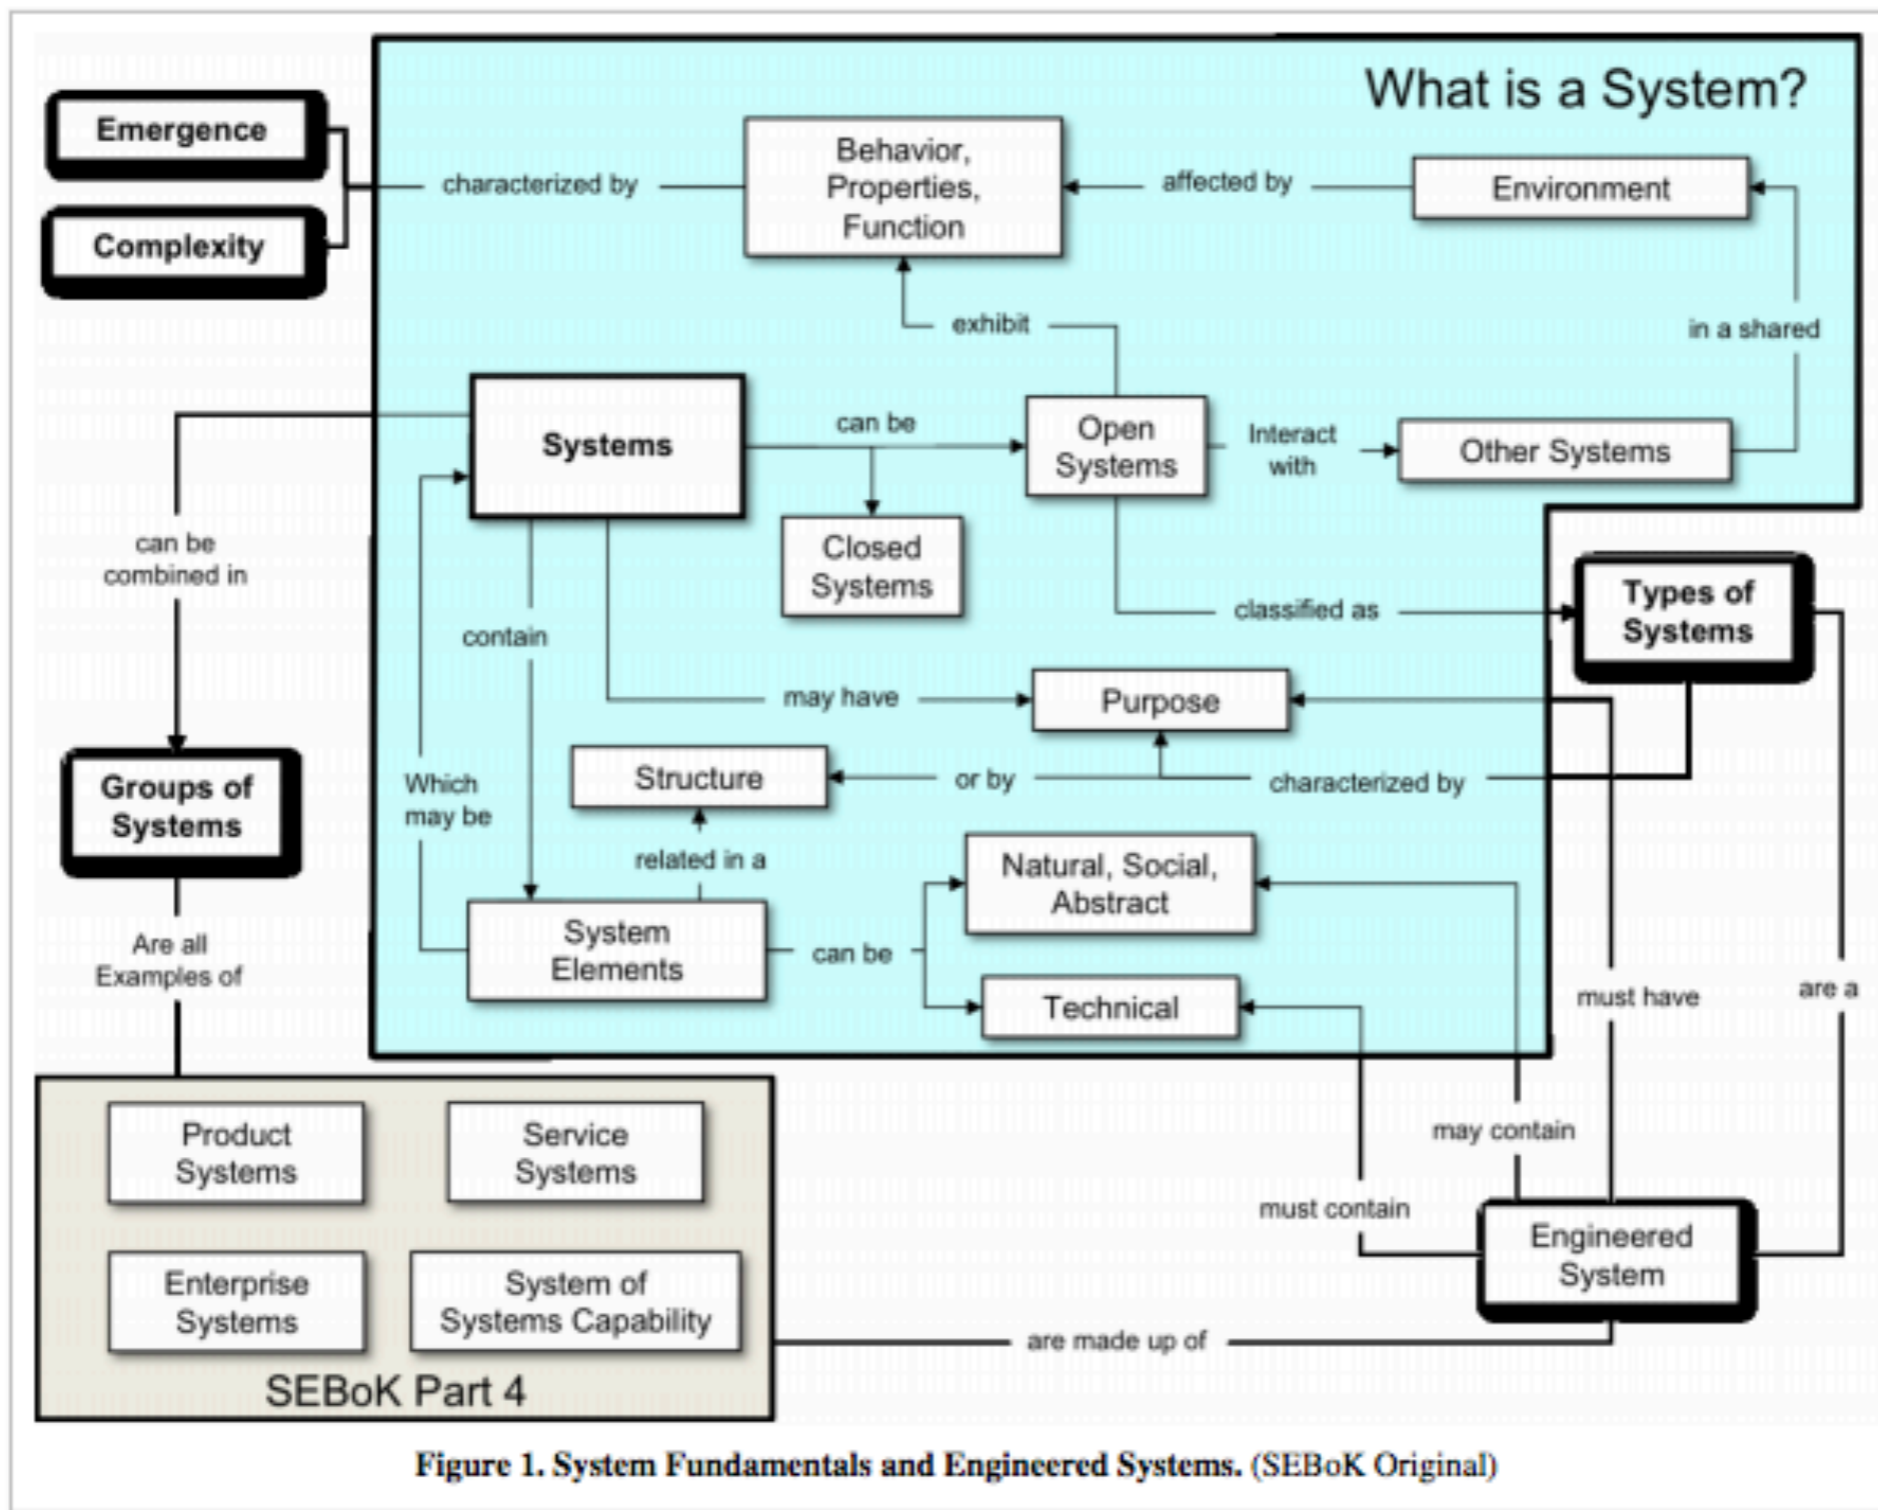 What is a System?
Emergence
Complexity
characterized by
Behavior,
Properties,
Function
affected by
Environment
exhibit
in a shared
Systems
can be
Open
Systems
Interact
with
Other Systems
Closed
Systems
can be
combined in
contain
classified as
Types of
Systems
may have
Purpose
Groups of
Systems
Which
may be
Structure
or by
characterized by
related in a
Natural, Social,
Abstract
System
Elements
can be
Technical
Are all
Examples of
must have
are a
may contain
must contain
Product
Systems
Service
Systems
Enterprise
Systems
System of
Systems Capability
SEBoK Part 4
Engineered
System
are made up of
Figure 1. System Fundamentals and Engineered Systems. (SEBoK Original)